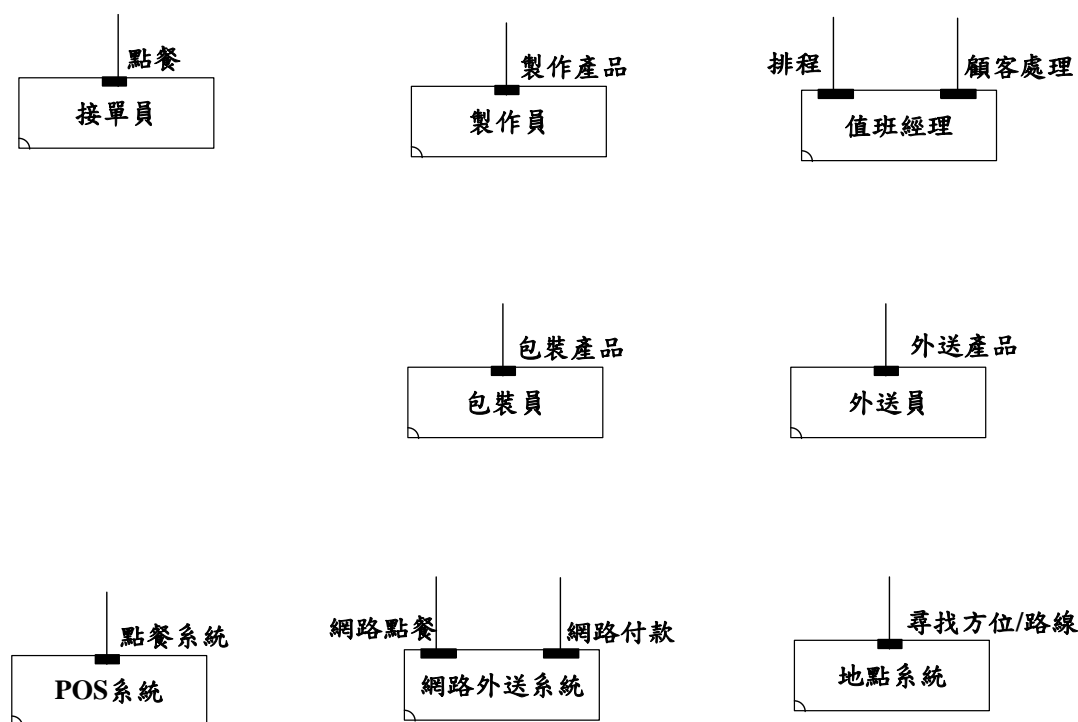 點餐
接單員
製作產品
製作員
排程
顧客處理
值班經理
包裝產品
包裝員
外送產品
外送員
點餐系統
POS系統
網路點餐
網路付款
網路外送系統
尋找方位/路線
地點系統